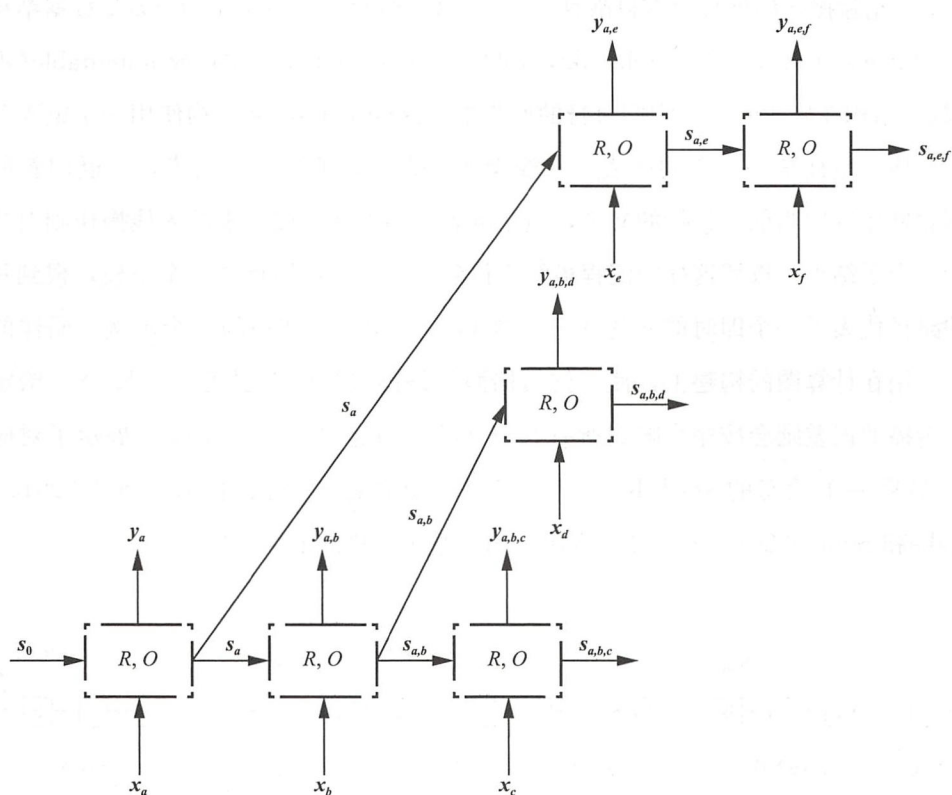 y_{a,e} y_{a,e,f}
R, O s_{a,e} R, O s_{a,e,f}
x_e x_f
y_{a,b,d}
s_a R, O s_{a,b,d}
s_{a,b} x_d
y_a y_{a,b} y_{a,b,c}
s_0 R, O s_a R, O s_{a,b} R, O s_{a,b,c}
x_a x_b x_c